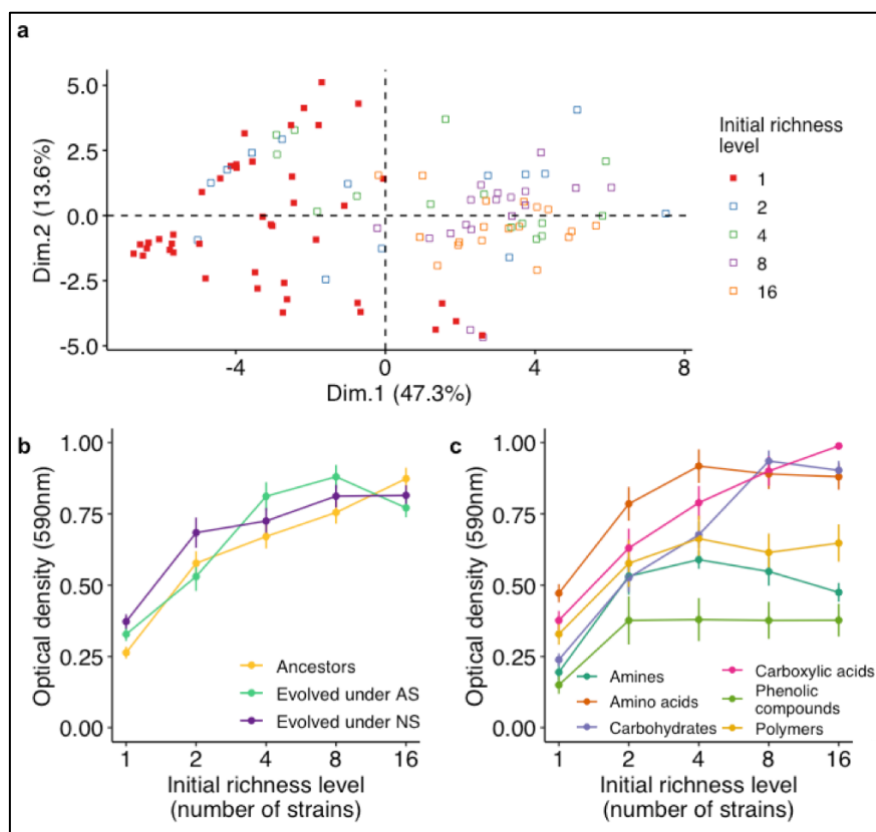 a
5.0
2.5
0.0
-2.5
-5.0
Dim.2 (13.6%)
-4
0
4
8
Dim.1 (47.3%)
Initial richness
level
1
2
4
8
16
b
1.00
0.75
0.50
0.25
0.00
Optical density (590nm)
Ancestors
Evolved under AS
Evolved under NS
1
2
4
8
16
Initial richness level
(number of strains)
c
1.00
0.75
0.50
0.25
0.00
Optical density (590nm)
Amines
Amino acids
Carbohydrates
Carboxylic acids
Phenolic
compounds
Polymers
1
2
4
8
16
Initial richness level
(number of strains)